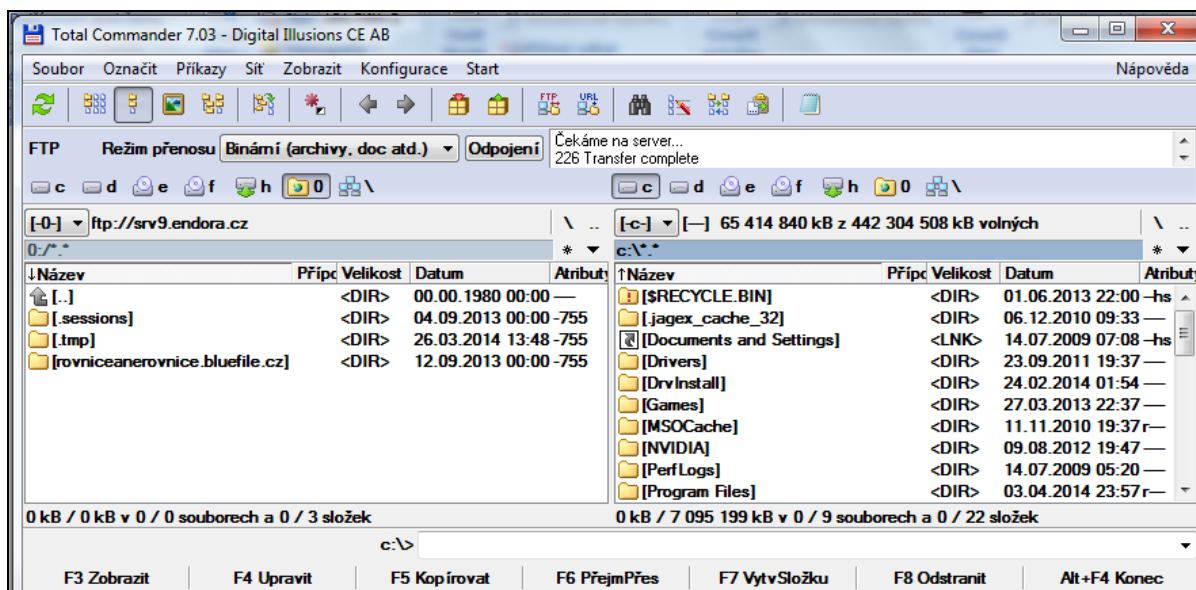 Total Commander 7.03 - Digital Illusions CE AB
Soubor Označit Příkazy Síť Zobrazit Konfigurace Start Nápověda
FTP URL
FTP Režim přenosu Binární (archivy, doc atd.) Odpojení
Čekáme na server...
226 Transfer complete
c d e f h 0 \ c d e f h 0 \
[-0-] ftp://srv9.endora.cz \ .. [-c-] [—] 65 414 840 kB z 442 304 508 kB volných \ ..
0:/*.* * c:\*.* *
↓Název Přípo Velikost Datum Atributy ↑Název Přípo Velikost Datum Atributy
[..] <DIR> 00.00.1980 00:00 — [$RECYCLE.BIN] <DIR> 01.06.2013 22:00 –hs
[.sessions] <DIR> 04.09.2013 00:00 -755 [.jagex_cache_32] <DIR> 06.12.2010 09:33 —
[.tmp] <DIR> 26.03.2014 13:48 -755 [Documents and Settings] <LNK> 14.07.2009 07:08 –hs
[rovniceanerovnice.bluefile.cz] <DIR> 12.09.2013 00:00 -755 [Drivers] <DIR> 23.09.2011 19:37 —
[DrvInstall] <DIR> 24.02.2014 01:54 —
[Games] <DIR> 27.03.2013 22:37 —
[MSOCache] <DIR> 11.11.2010 19:37 r—
[NVIDIA] <DIR> 09.08.2012 19:47 —
[PerfLogs] <DIR> 14.07.2009 05:20 —
[Program Files] <DIR> 03.04.2014 23:57 r—
0 kB / 0 kB v 0 / 0 souborech a 0 / 3 složek 0 kB / 7 095 199 kB v 0 / 9 souborech a 0 / 22 složek
c:\>
F3 Zobrazit F4 Upravit F5 Kopírovat F6 PřejmPřes F7 VytvSložku F8 Odstranit Alt+F4 Konec